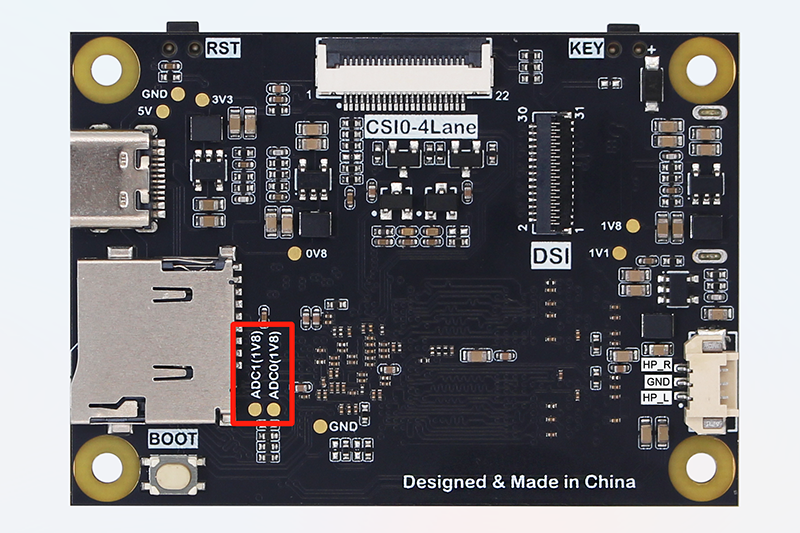 RST
KEY
+
GND
3V3
5V
1
22
CSI0-4Lane
30
31
2
1
DSI
1V8
1V1
0V8
ADC1(1V8)
ADC0(1V8)
HP_R
GND
HP_L
GND
BOOT
Designed & Made in China